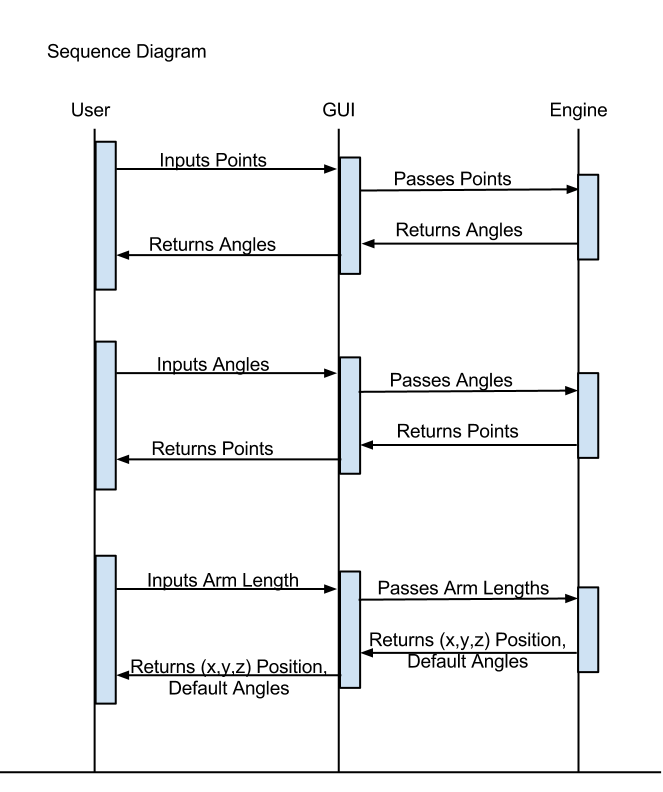 Sequence Diagram
User
GUI
Engine
Inputs Points
Passes Points
Returns Angles
Returns Angles
Inputs Angles
Passes Angles
Returns Points
Returns Points
Inputs Arm Length
Passes Arm Lengths
Returns (x,y,z) Position,
Default Angles
Returns (x,y,z) Position,
Default Angles